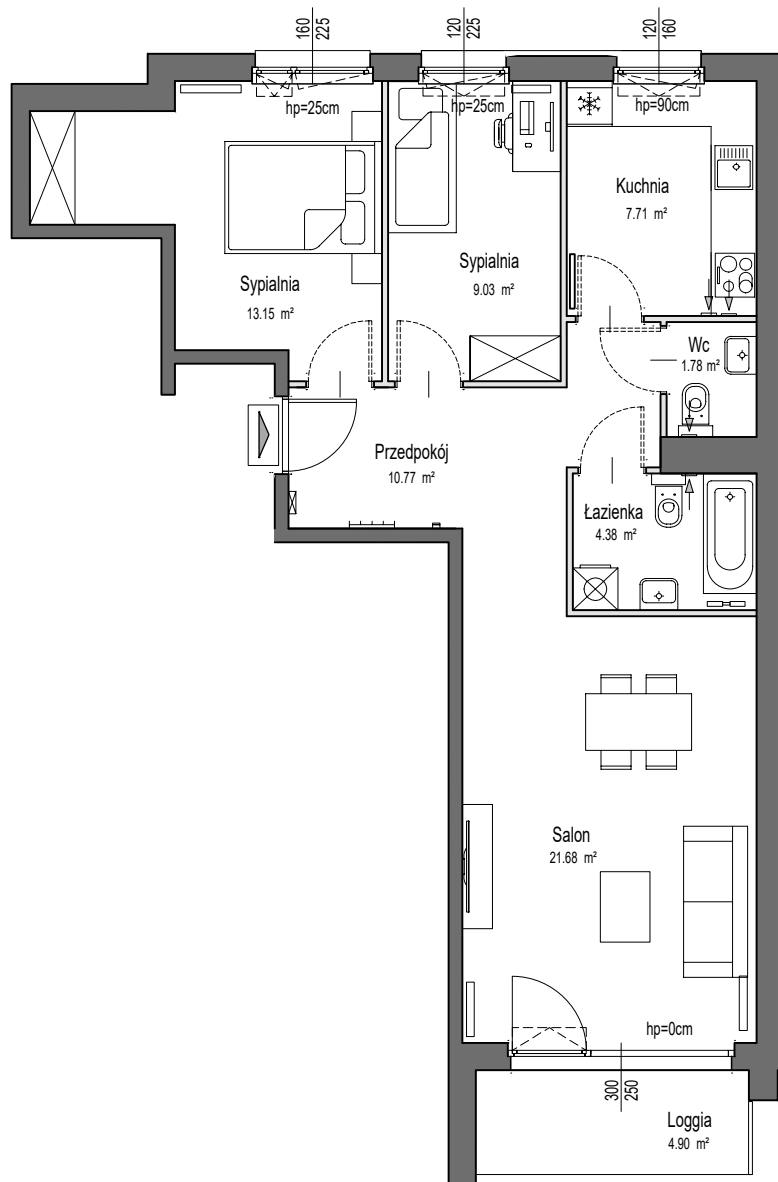 160
225
120
225
120
160
hp=25cm
hp=25cm
hp=90cm
Kuchnia
7.71 m²
Sypialnia
9.03 m²
Sypialnia
13.15 m²
Wc
1.78 m²
Przedpokój
10.77 m²
Łazienka
4.38 m²
Salon
21.68 m²
hp=0cm
300
250
Loggia
4.90 m²